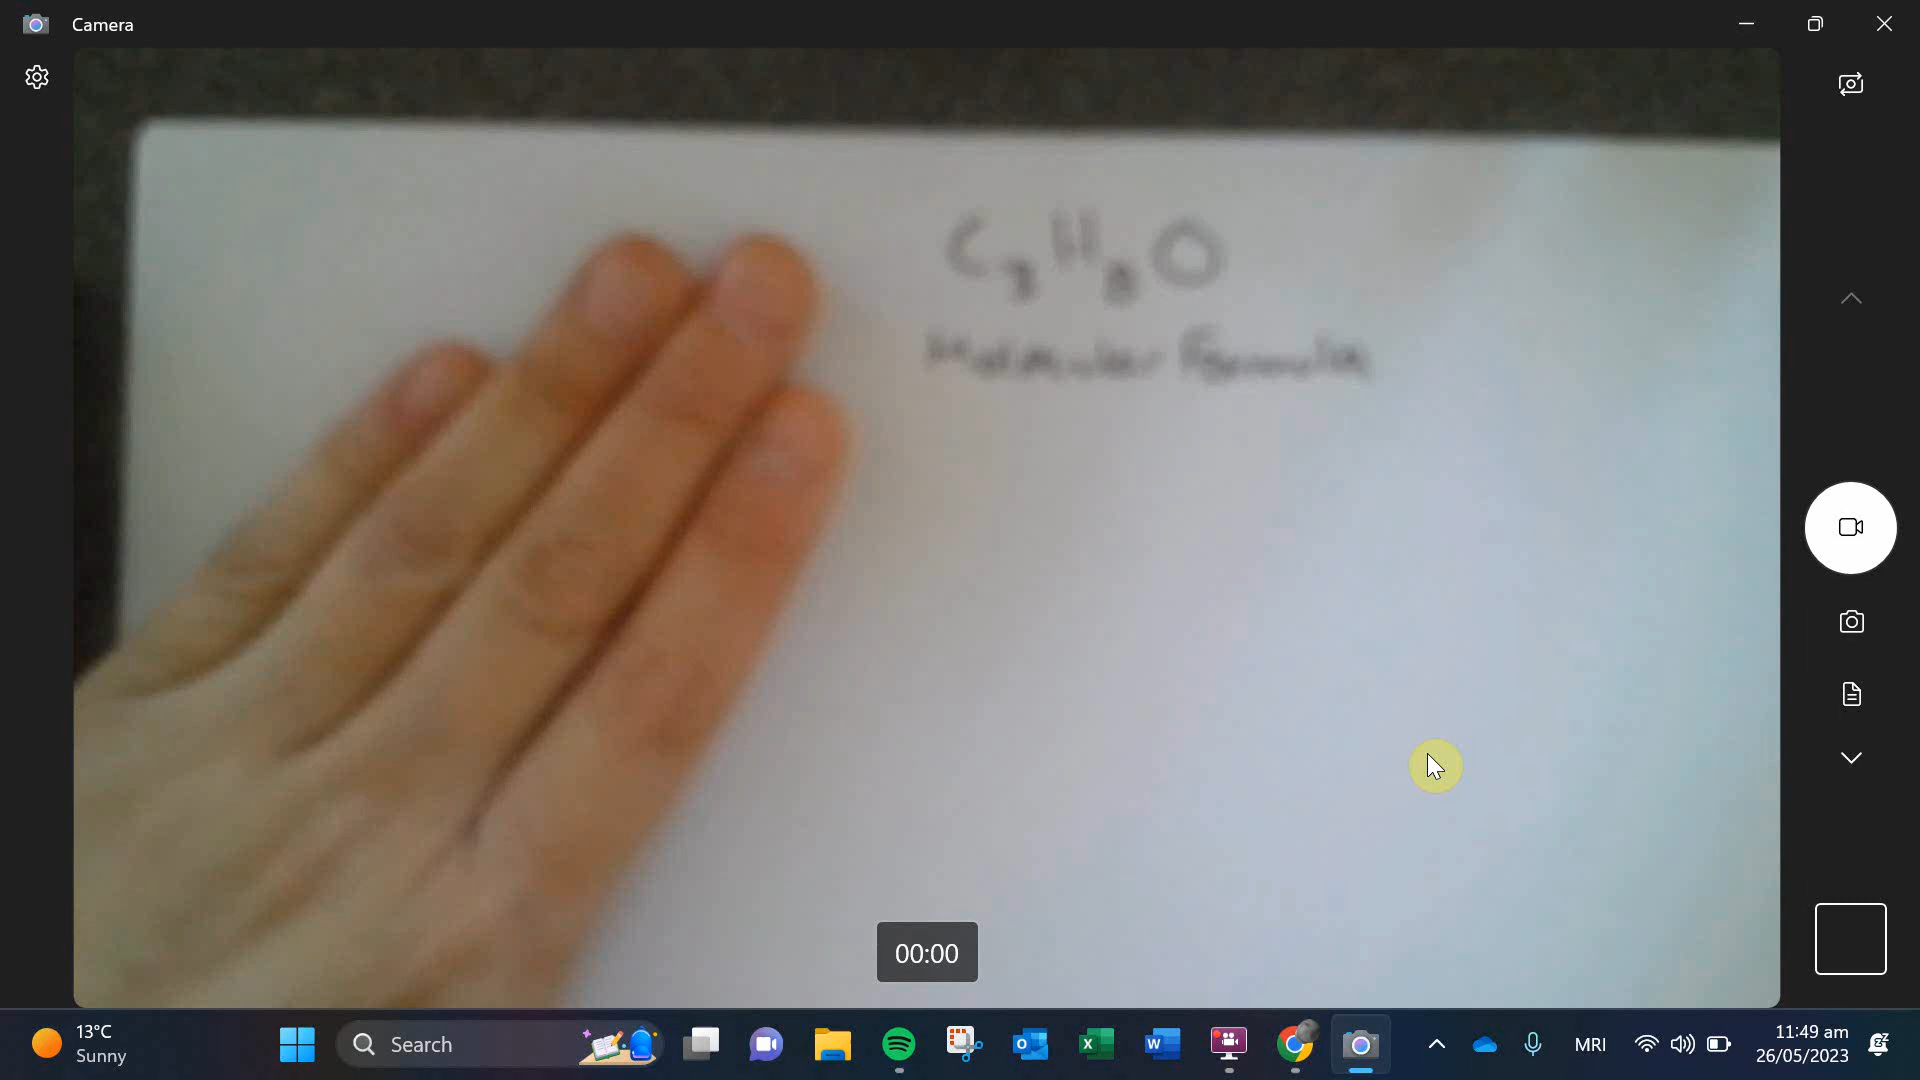 Camera
C3H8O
Molecular Formula
00:00
13°C
Sunny
Search
MRI
11:49 am
26/05/2023